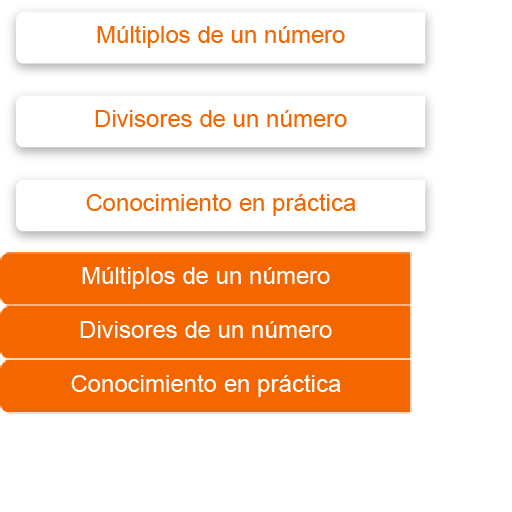 Múltiplos de un número
Divisores de un número
Conocimiento en práctica
Múltiplos de un número
Divisores de un número
Conocimiento en práctica